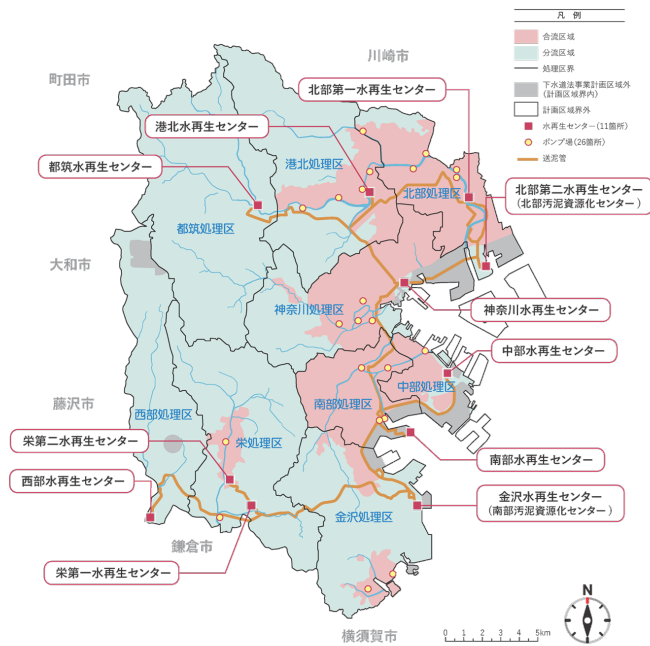 凡 例
合流区域
分流区域
処理区界
下水道法事業計画区域外
(計画区域界内)
計画区域界外
水再生センター(11箇所)
ポンプ場(26箇所)
送泥管
川崎市
町田市
北部第一水再生センター
港北水再生センター
港北処理区
都筑水再生センター
北部処理区
北部第二水再生センター
(北部汚泥資源化センター)
都筑処理区
大和市
神奈川処理区
神奈川水再生センター
中部水再生センター
中部処理区
藤沢市
西部処理区
南部処理区
栄第二水再生センター
栄処理区
南部水再生センター
西部水再生センター
金沢水再生センター
(南部汚泥資源化センター)
金沢処理区
鎌倉市
栄第一水再生センター
横須賀市
N
0 1 2 3 4 5km